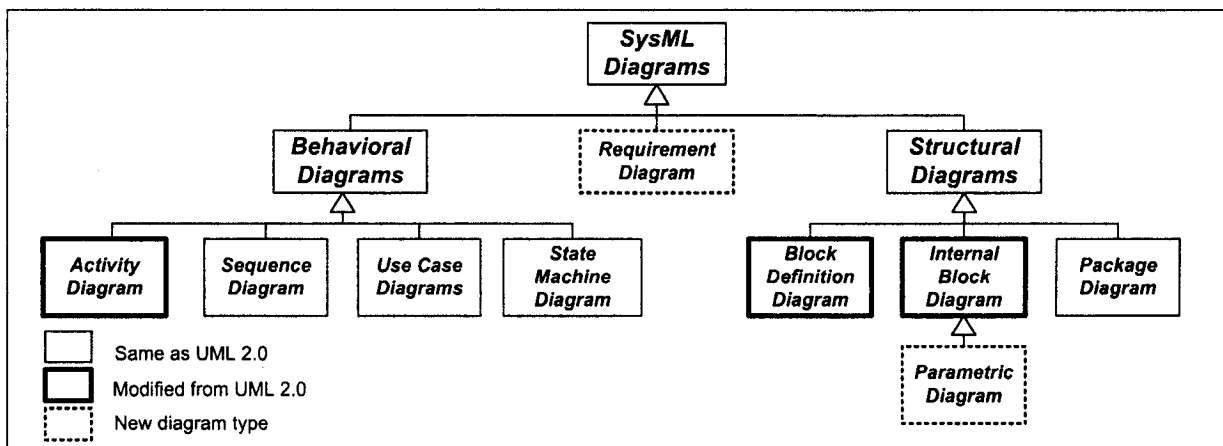 SysML
Diagrams
Behavioral
Diagrams
Requirement
Diagram
Structural
Diagrams
Activity
Diagram
Sequence
Diagram
Use Case
Diagrams
State
Machine
Diagram
Block
Definition
Diagram
Internal
Block
Diagram
Package
Diagram
Parametric
Diagram
Same as UML 2.0
Modified from UML 2.0
New diagram type